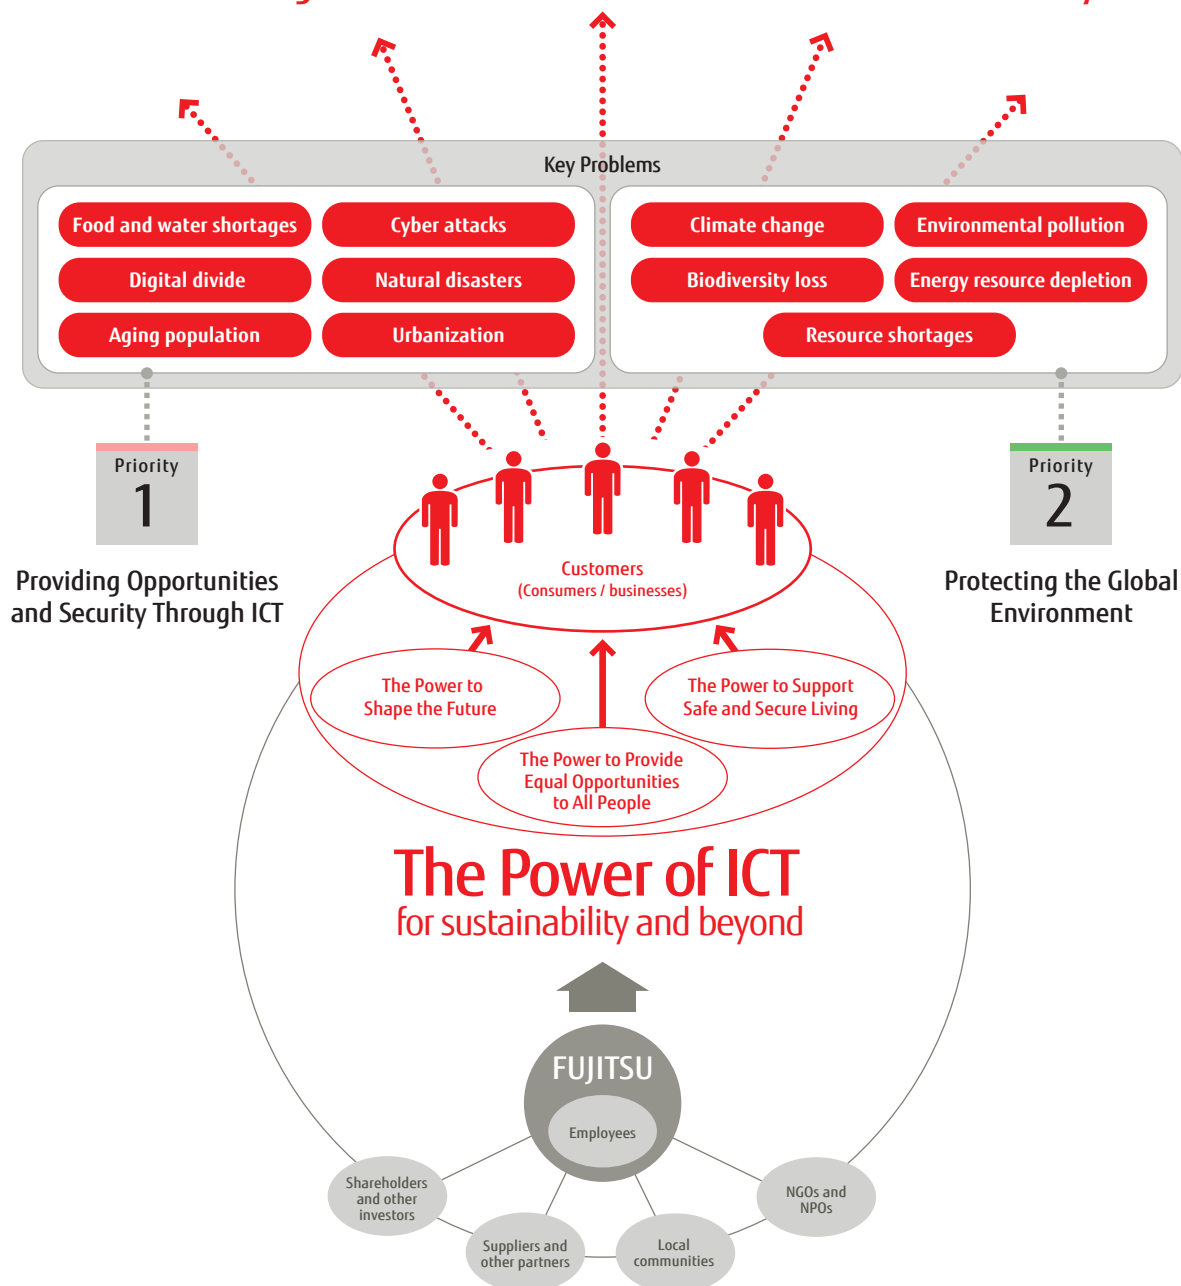 Key Problems
Food and water shortages
Cyber attacks
Digital divide
Natural disasters
Aging population
Urbanization
Climate change
Environmental pollution
Biodiversity loss
Energy resource depletion
Resource shortages
Priority
1
Providing Opportunities
and Security Through ICT
Priority
2
Protecting the Global
Environment
Customers
(Consumers / businesses)
The Power to
Shape the Future
The Power to Support
Safe and Secure Living
The Power to Provide
Equal Opportunities
to All People
The Power of ICT
for sustainability and beyond
FUJITSU
Employees
Shareholders
and other
investors
Suppliers and
other partners
Local
communities
NGOs and
NPOs